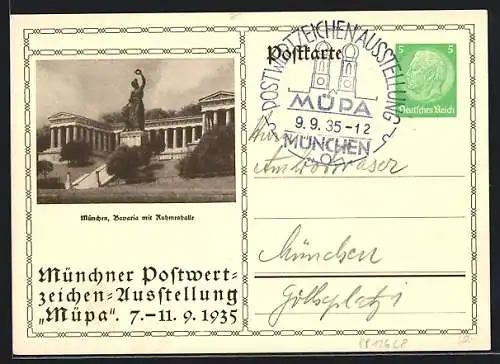 Postkarte
POSTWERTZEICHENAUSSTELLUNG
MÜPA
9.9.35-12
MÜNCHEN
5 5
Deutsches Reich
München, Bavaria mit Ruhmeshalle
Münchner Postwert-
zeichen-Ausstellung
„Müpa". 7.-11.9.1935
München